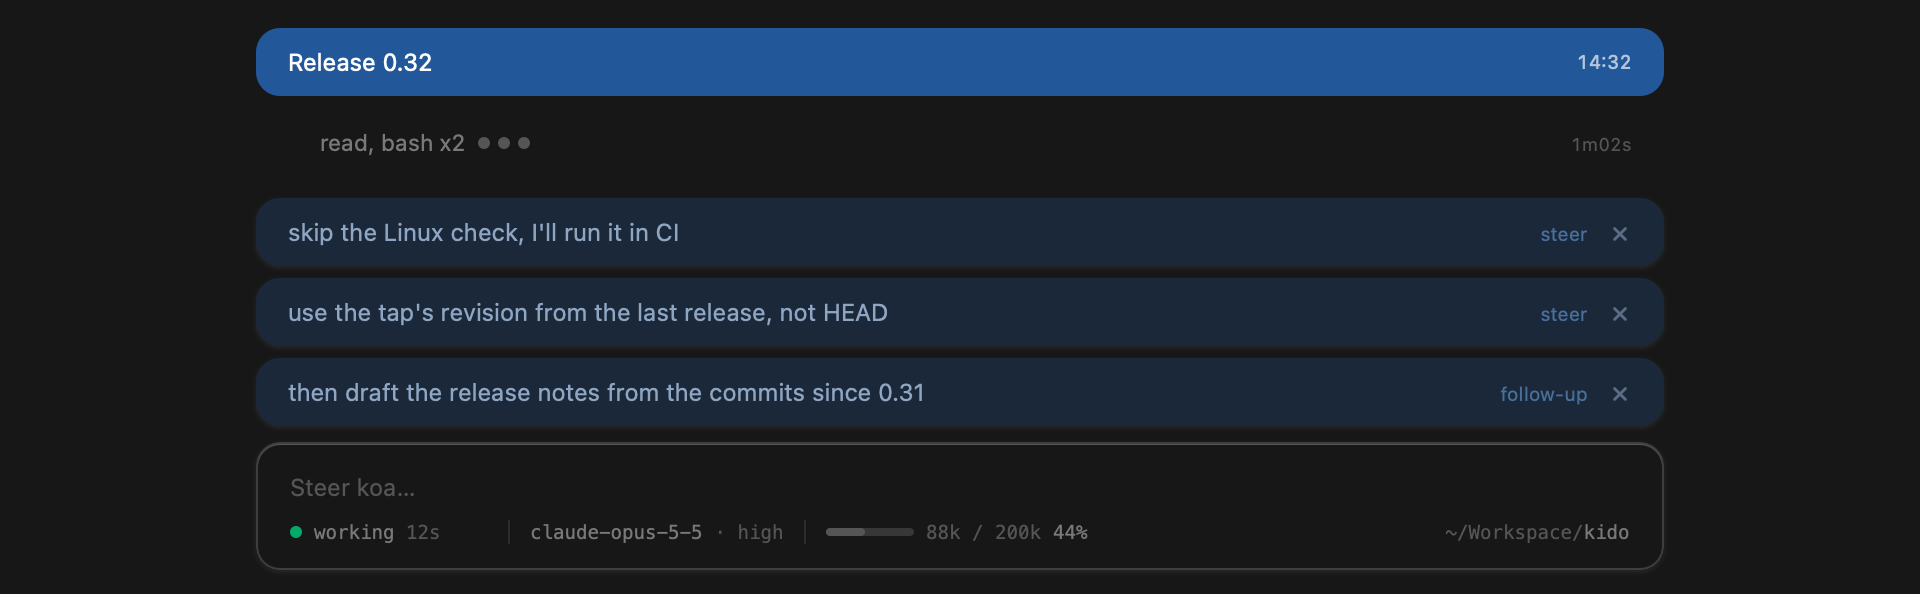 Release 0.32 14:32
read, bash x2 1m02s
skip the Linux check, I'll run it in CI steer ×
use the tap's revision from the last release, not HEAD steer ×
then draft the release notes from the commits since 0.31 follow-up ×
Steer koa...
working 12s claude-opus-5-5 · high 88k / 200k 44% ~/Workspace/kido